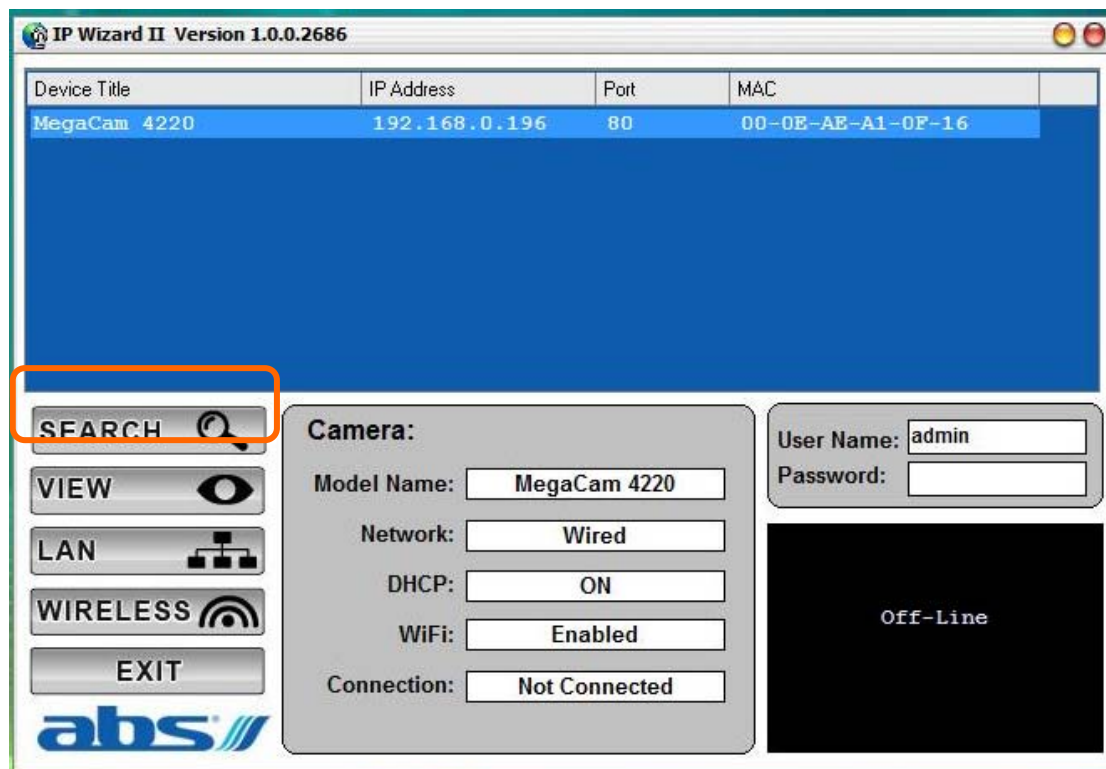 IP Wizard II Version 1.0.0.2686
Device Title IP Address Port MAC
MegaCam 4220 192.168.0.196 80 00-0E-AE-A1-0F-16
SEARCH
VIEW
LAN
WIRELESS
EXIT
abs
Camera:
Model Name: MegaCam 4220
Network: Wired
DHCP: ON
WiFi: Enabled
Connection: Not Connected
User Name: admin
Password:
Off-Line